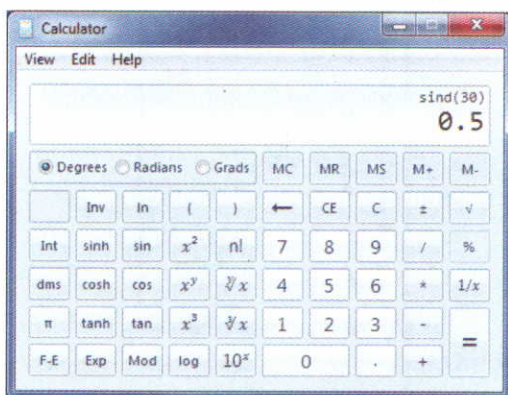 Calculator
View Edit Help
sind(30)
0.5
Degrees Radians Grads MC MR MS M+ M-
Inv ln ( ) ← CE C ± √
Int sinh sin x² n! 7 8 9 / %
dms cosh cos xʸ ʸ√x 4 5 6 * 1/x
π tanh tan x³ ³√x 1 2 3 - =
F-E Exp Mod log 10ˣ 0 . +